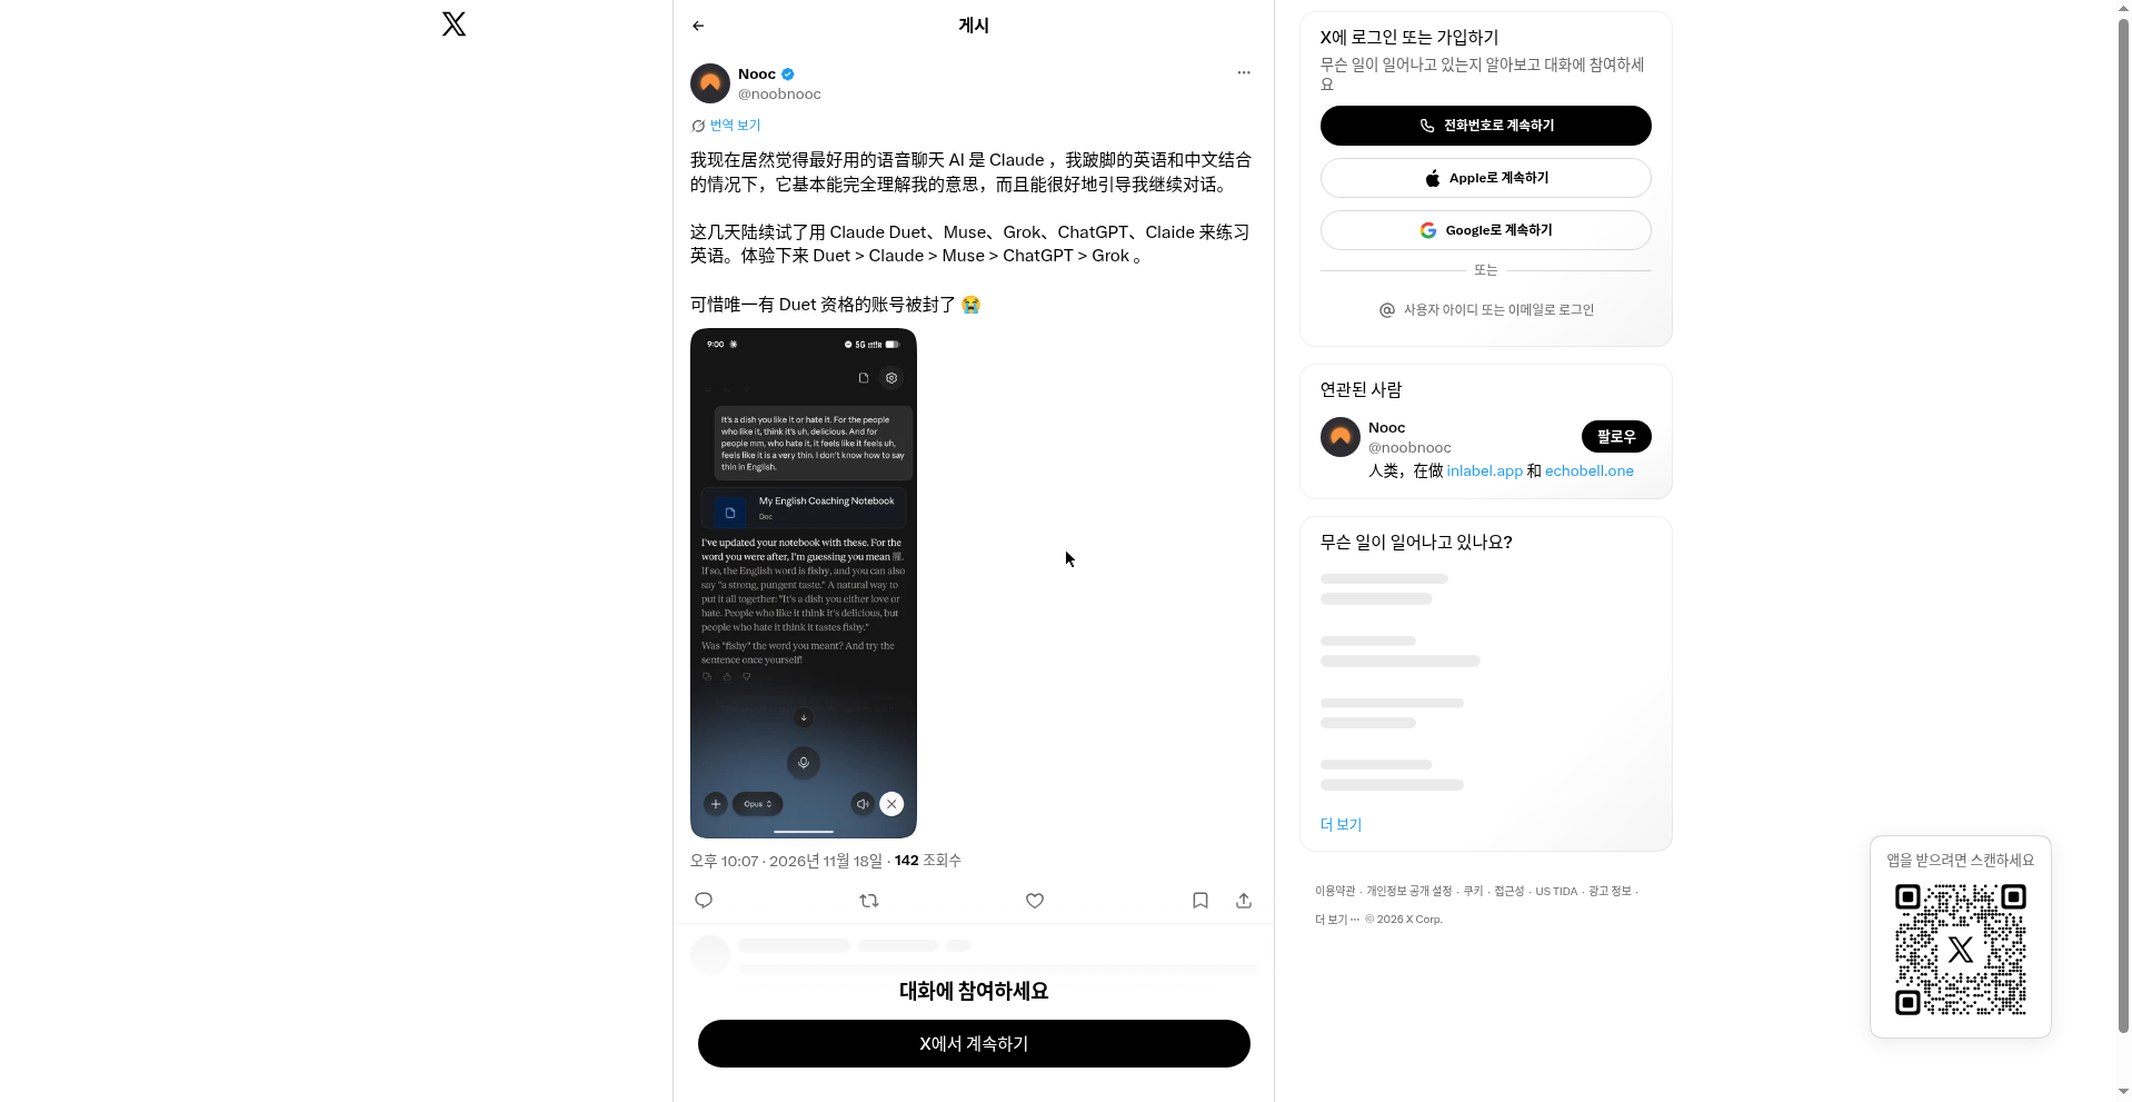 게시
Nooc
@noobnooc
번역 보기
我现在居然觉得最好用的语音聊天 AI 是 Claude ，我跛脚的英语和中文结合
的情况下，它基本能完全理解我的意思，而且能很好地引导我继续对话。
这几天陆续试了用 Claude Duet、Muse、Grok、ChatGPT、Claide 来练习
英语。体验下来 Duet > Claude > Muse > ChatGPT > Grok 。
可惜唯一有 Duet 资格的账号被封了 😭
9:00
5G
It's a dish you like it or hate it. For the people
who like it, think it's uh, delicious. And for
people mm, who hate it, it feels like it feels uh,
feels like it is a very thin. I don't know how to say
thin in English.
My English Coaching Notebook
Doc
I've updated your notebook with these. For the
word you were after, I'm guessing you mean
If so, the English word is fishy, and you can also
say "a strong, pungent taste." A natural way to
put it all together: "It's a dish you either love or
hate. People who like it think it's delicious, but
people who hate it think it tastes fishy."
Was "fishy" the word you meant? And try the
sentence once yourself!
Opus
오후 10:07 · 2026년 11월 18일 · 142 조회수
대화에 참여하세요
X에서 계속하기
X에 로그인 또는 가입하기
무슨 일이 일어나고 있는지 알아보고 대화에 참여하세
요
전화번호로 계속하기
Apple로 계속하기
Google로 계속하기
또는
사용자 아이디 또는 이메일로 로그인
연관된 사람
Nooc
@noobnooc
팔로우
人类，在做 inlabel.app 和 echobell.one
무슨 일이 일어나고 있나요?
더 보기
이용약관 · 개인정보 공개 설정 · 쿠키 · 접근성 · US TIDA · 광고 정보 ·
더 보기 ··· © 2026 X Corp.
앱을 받으려면 스캔하세요